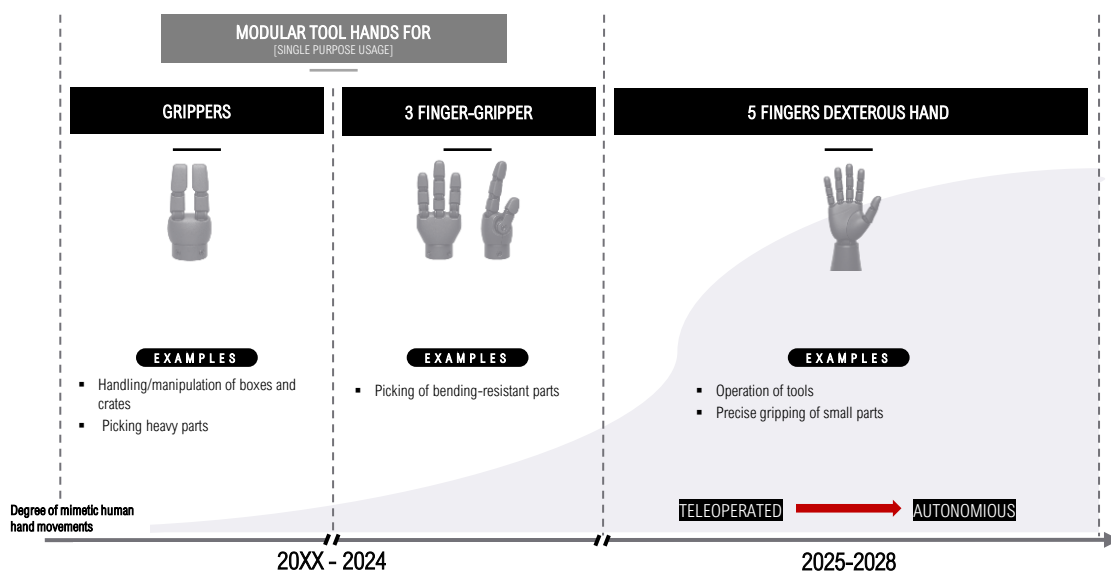 MODULAR TOOL HANDS FOR
[SINGLE PURPOSE USAGE]
GRIPPERS
3 FINGER-GRIPPER
5 FINGERS DEXTEROUS HAND
EXAMPLES
▪ Handling/manipulation of boxes and
crates
▪ Picking heavy parts
EXAMPLES
▪ Picking of bending-resistant parts
EXAMPLES
▪ Operation of tools
▪ Precise gripping of small parts
Degree of mimetic human
hand movements
TELEOPERATED
AUTONOMIOUS
20XX - 2024
2025-2028